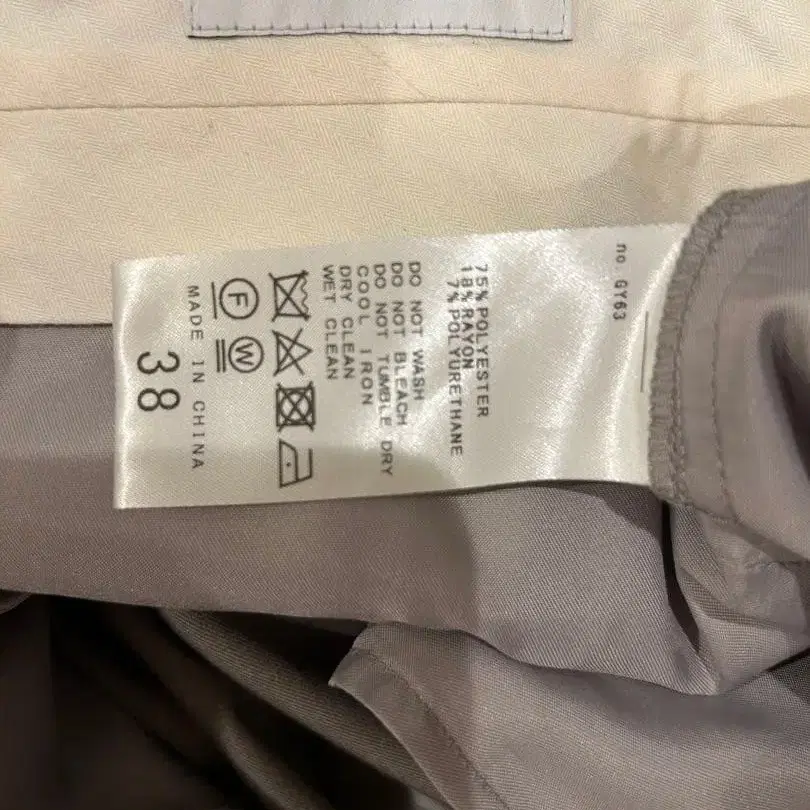 no. GY63
75% POLYESTER
18% RAYON
7% POLYURETHANE
DO NOT WASH
DO NOT BLEACH
DO NOT TUMBLE DRY
COOL IRON
DRY CLEAN
WET CLEAN
F W
MADE IN CHINA
38